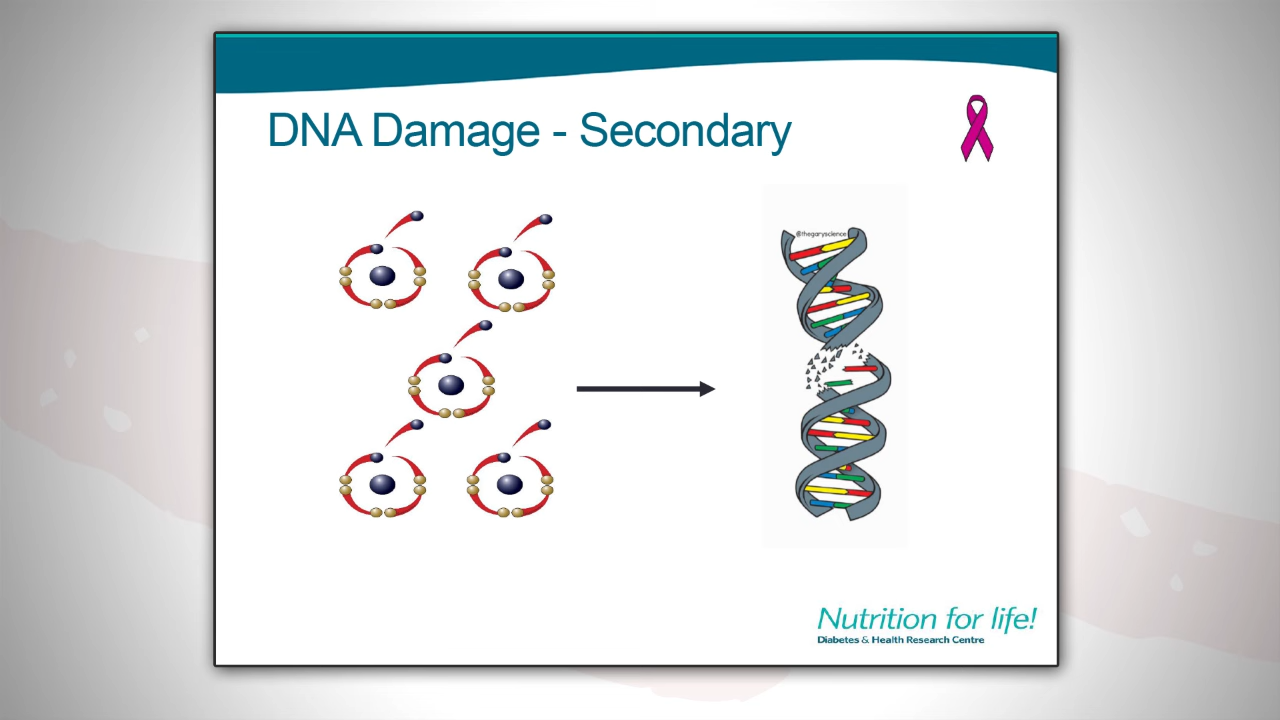 DNA Damage - Secondary
@thegaryscience
Nutrition for life!
Diabetes & Health Research Centre